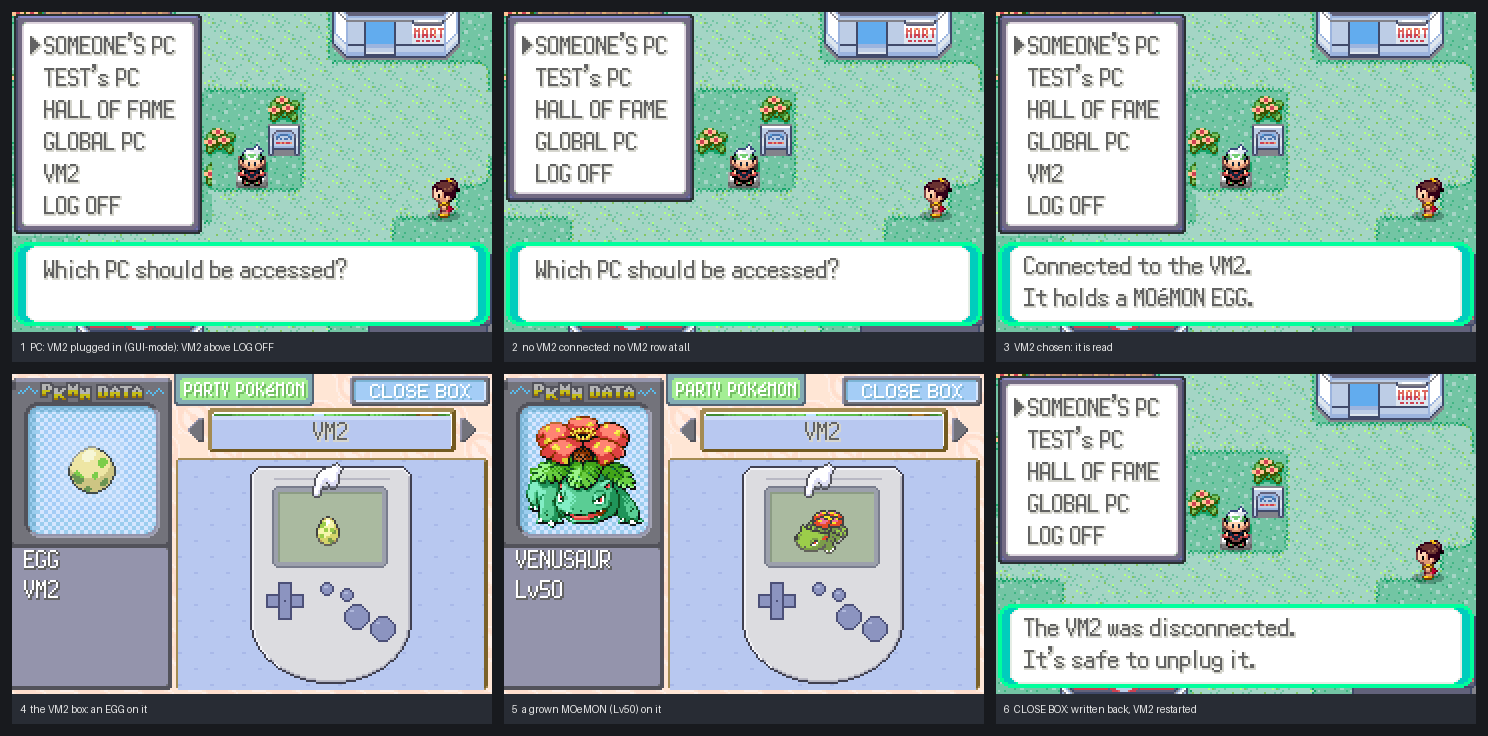 SOMEONE'S PC
TEST's PC
HALL OF FAME
GLOBAL PC
VM2
LOG OFF
MART
Which PC should be accessed?
1 PC: VM2 plugged in (GUI-mode): VM2 above LOG OFF
SOMEONE'S PC
TEST's PC
HALL OF FAME
GLOBAL PC
LOG OFF
MART
Which PC should be accessed?
2 no VM2 connected: no VM2 row at all
SOMEONE'S PC
TEST's PC
HALL OF FAME
GLOBAL PC
VM2
LOG OFF
MART
Connected to the VM2.
It holds a MOéMON EGG.
3 VM2 chosen: it is read
PKMN DATA
PARTY POKéMON
CLOSE BOX
VM2
EGG
VM2
4 the VM2 box: an EGG on it
PKMN DATA
PARTY POKéMON
CLOSE BOX
VM2
VENUSAUR
Lv50
5 a grown MOeMON (Lv50) on it
SOMEONE'S PC
TEST's PC
HALL OF FAME
GLOBAL PC
LOG OFF
MART
The VM2 was disconnected.
It's safe to unplug it.
6 CLOSE BOX: written back, VM2 restarted